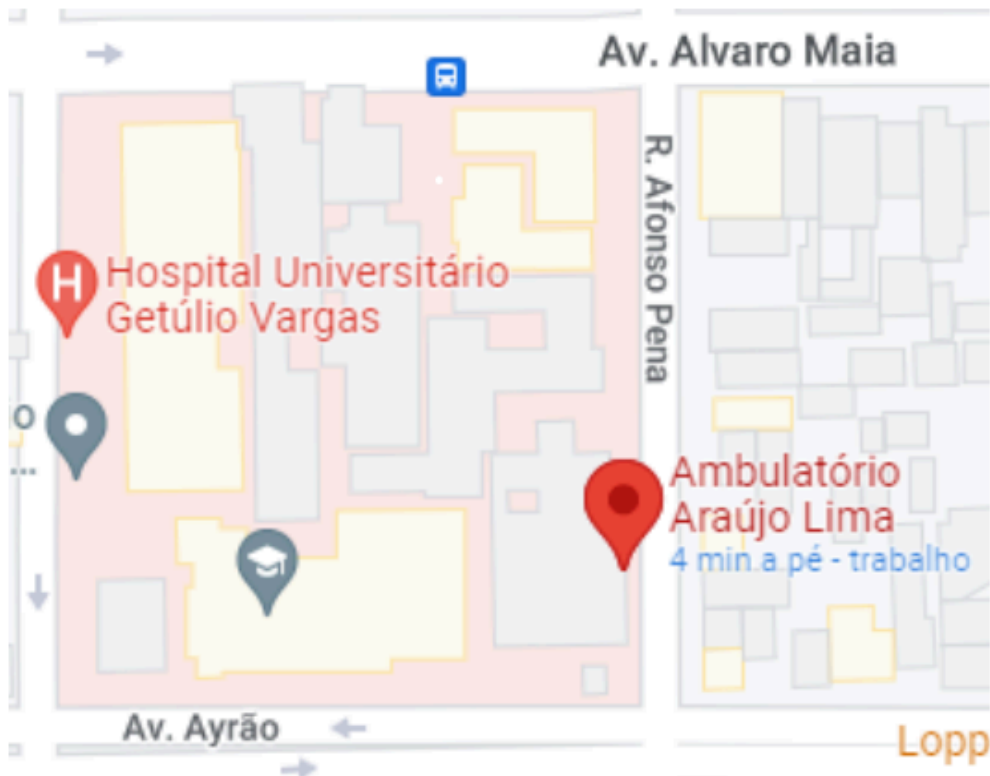 Av. Alvaro Maia
R. Afonso Pena
H
Hospital Universitário
Getúlio Vargas
o
...
Ambulatório
Araújo Lima
4 min a pé - trabalho
Av. Ayrão
Lopp